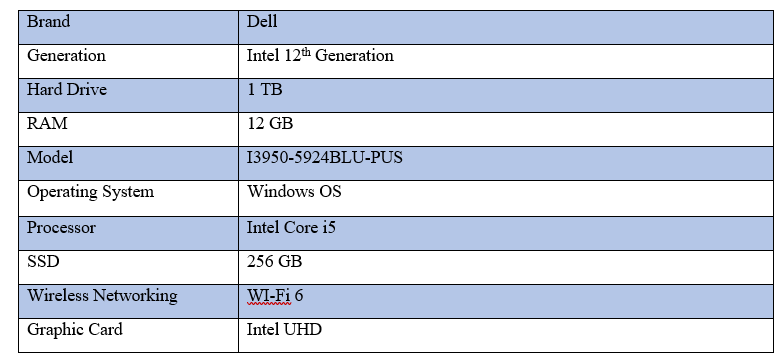 Brand Dell
Generation Intel 12th Generation
Hard Drive 1 TB
RAM 12 GB
Model I3950-5924BLU-PUS
Operating System Windows OS
Processor Intel Core i5
SSD 256 GB
Wireless Networking WI-Fi 6
Graphic Card Intel UHD